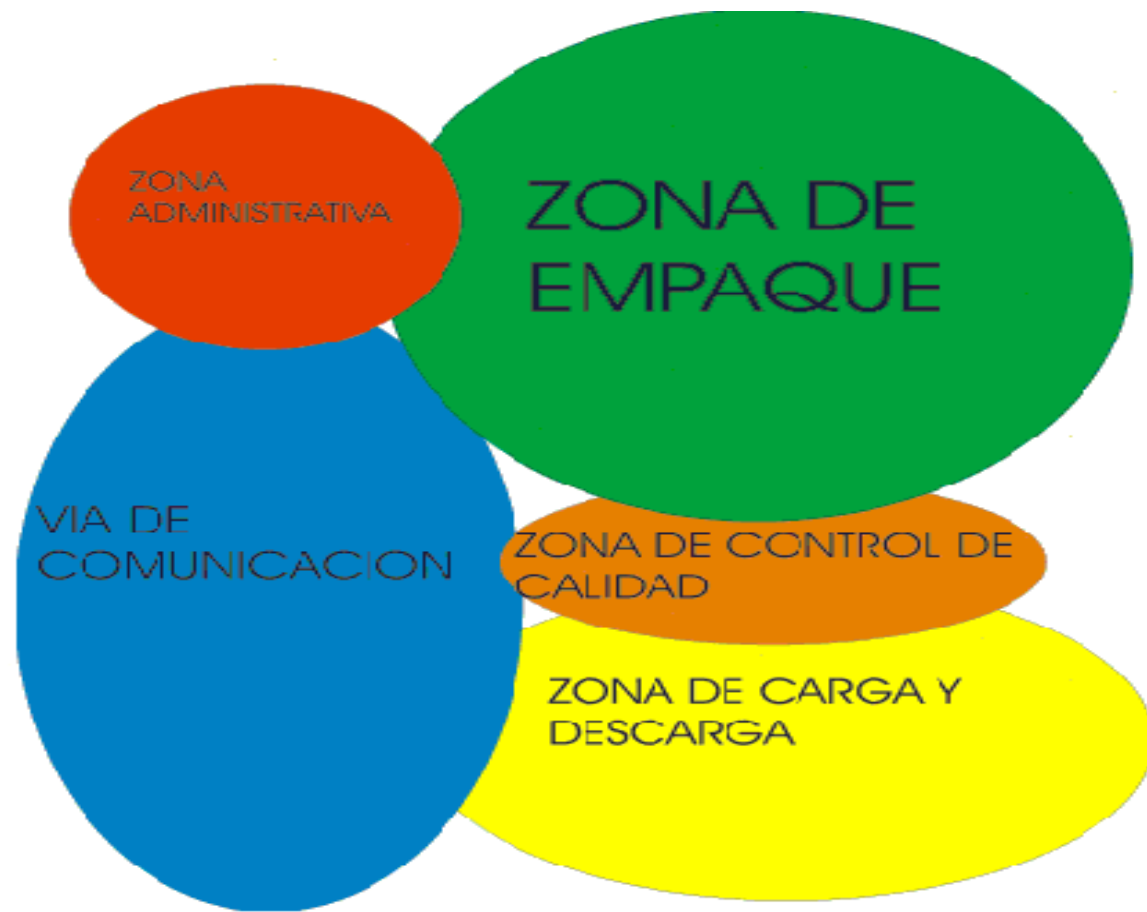 ZONA
ADMINISTRATIVA
ZONA DE
EMPAQUE
VIA DE
COMUNICACION
ZONA DE CONTROL DE
CALIDAD
ZONA DE CARGA Y
DESCARGA